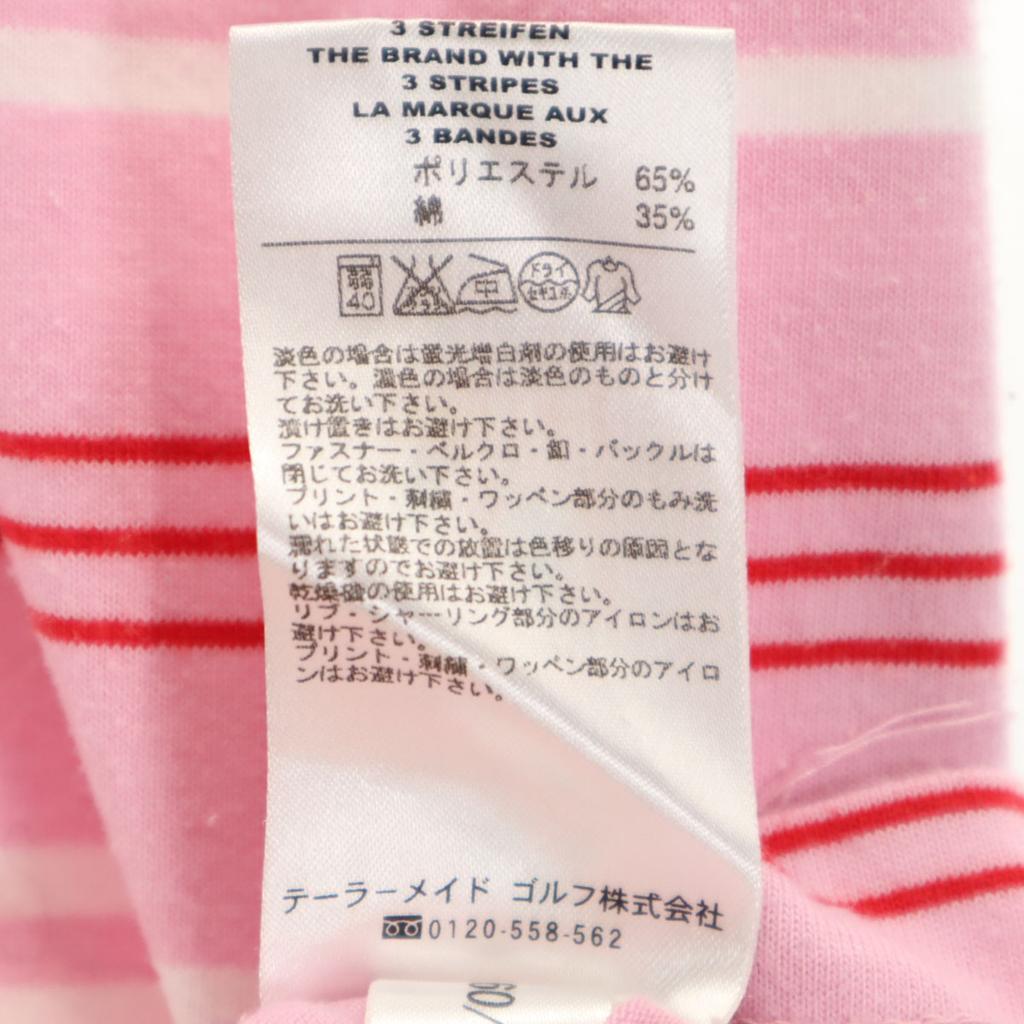 3 STREIFEN
THE BRAND WITH THE
3 STRIPES
LA MARQUE AUX
3 BANDES
ポリエステル 65%
綿 35%
弱 40 中 ドライ セキユ系
淡色の場合は蛍光増白剤の使用はお避け
下さい。濃色の場合は淡色のものと分け
てお洗い下さい。
漬け置きはお避け下さい。
ファスナー・ベルクロ・釦・バックルは
閉じてお洗い下さい。
プリント・刺繍・ワッペン部分のもみ洗
いはお避け下さい。
濡れた状態での放置は色移りの原因とな
りますのでお避け下さい。
乾燥機の使用はお避け下さい。
リブ・シャーリング部分のアイロンはお
避け下さい。
プリント・刺繍・ワッペン部分のアイロ
ンはお避け下さい。
テーラーメイド ゴルフ株式会社
0120-558-562
60/